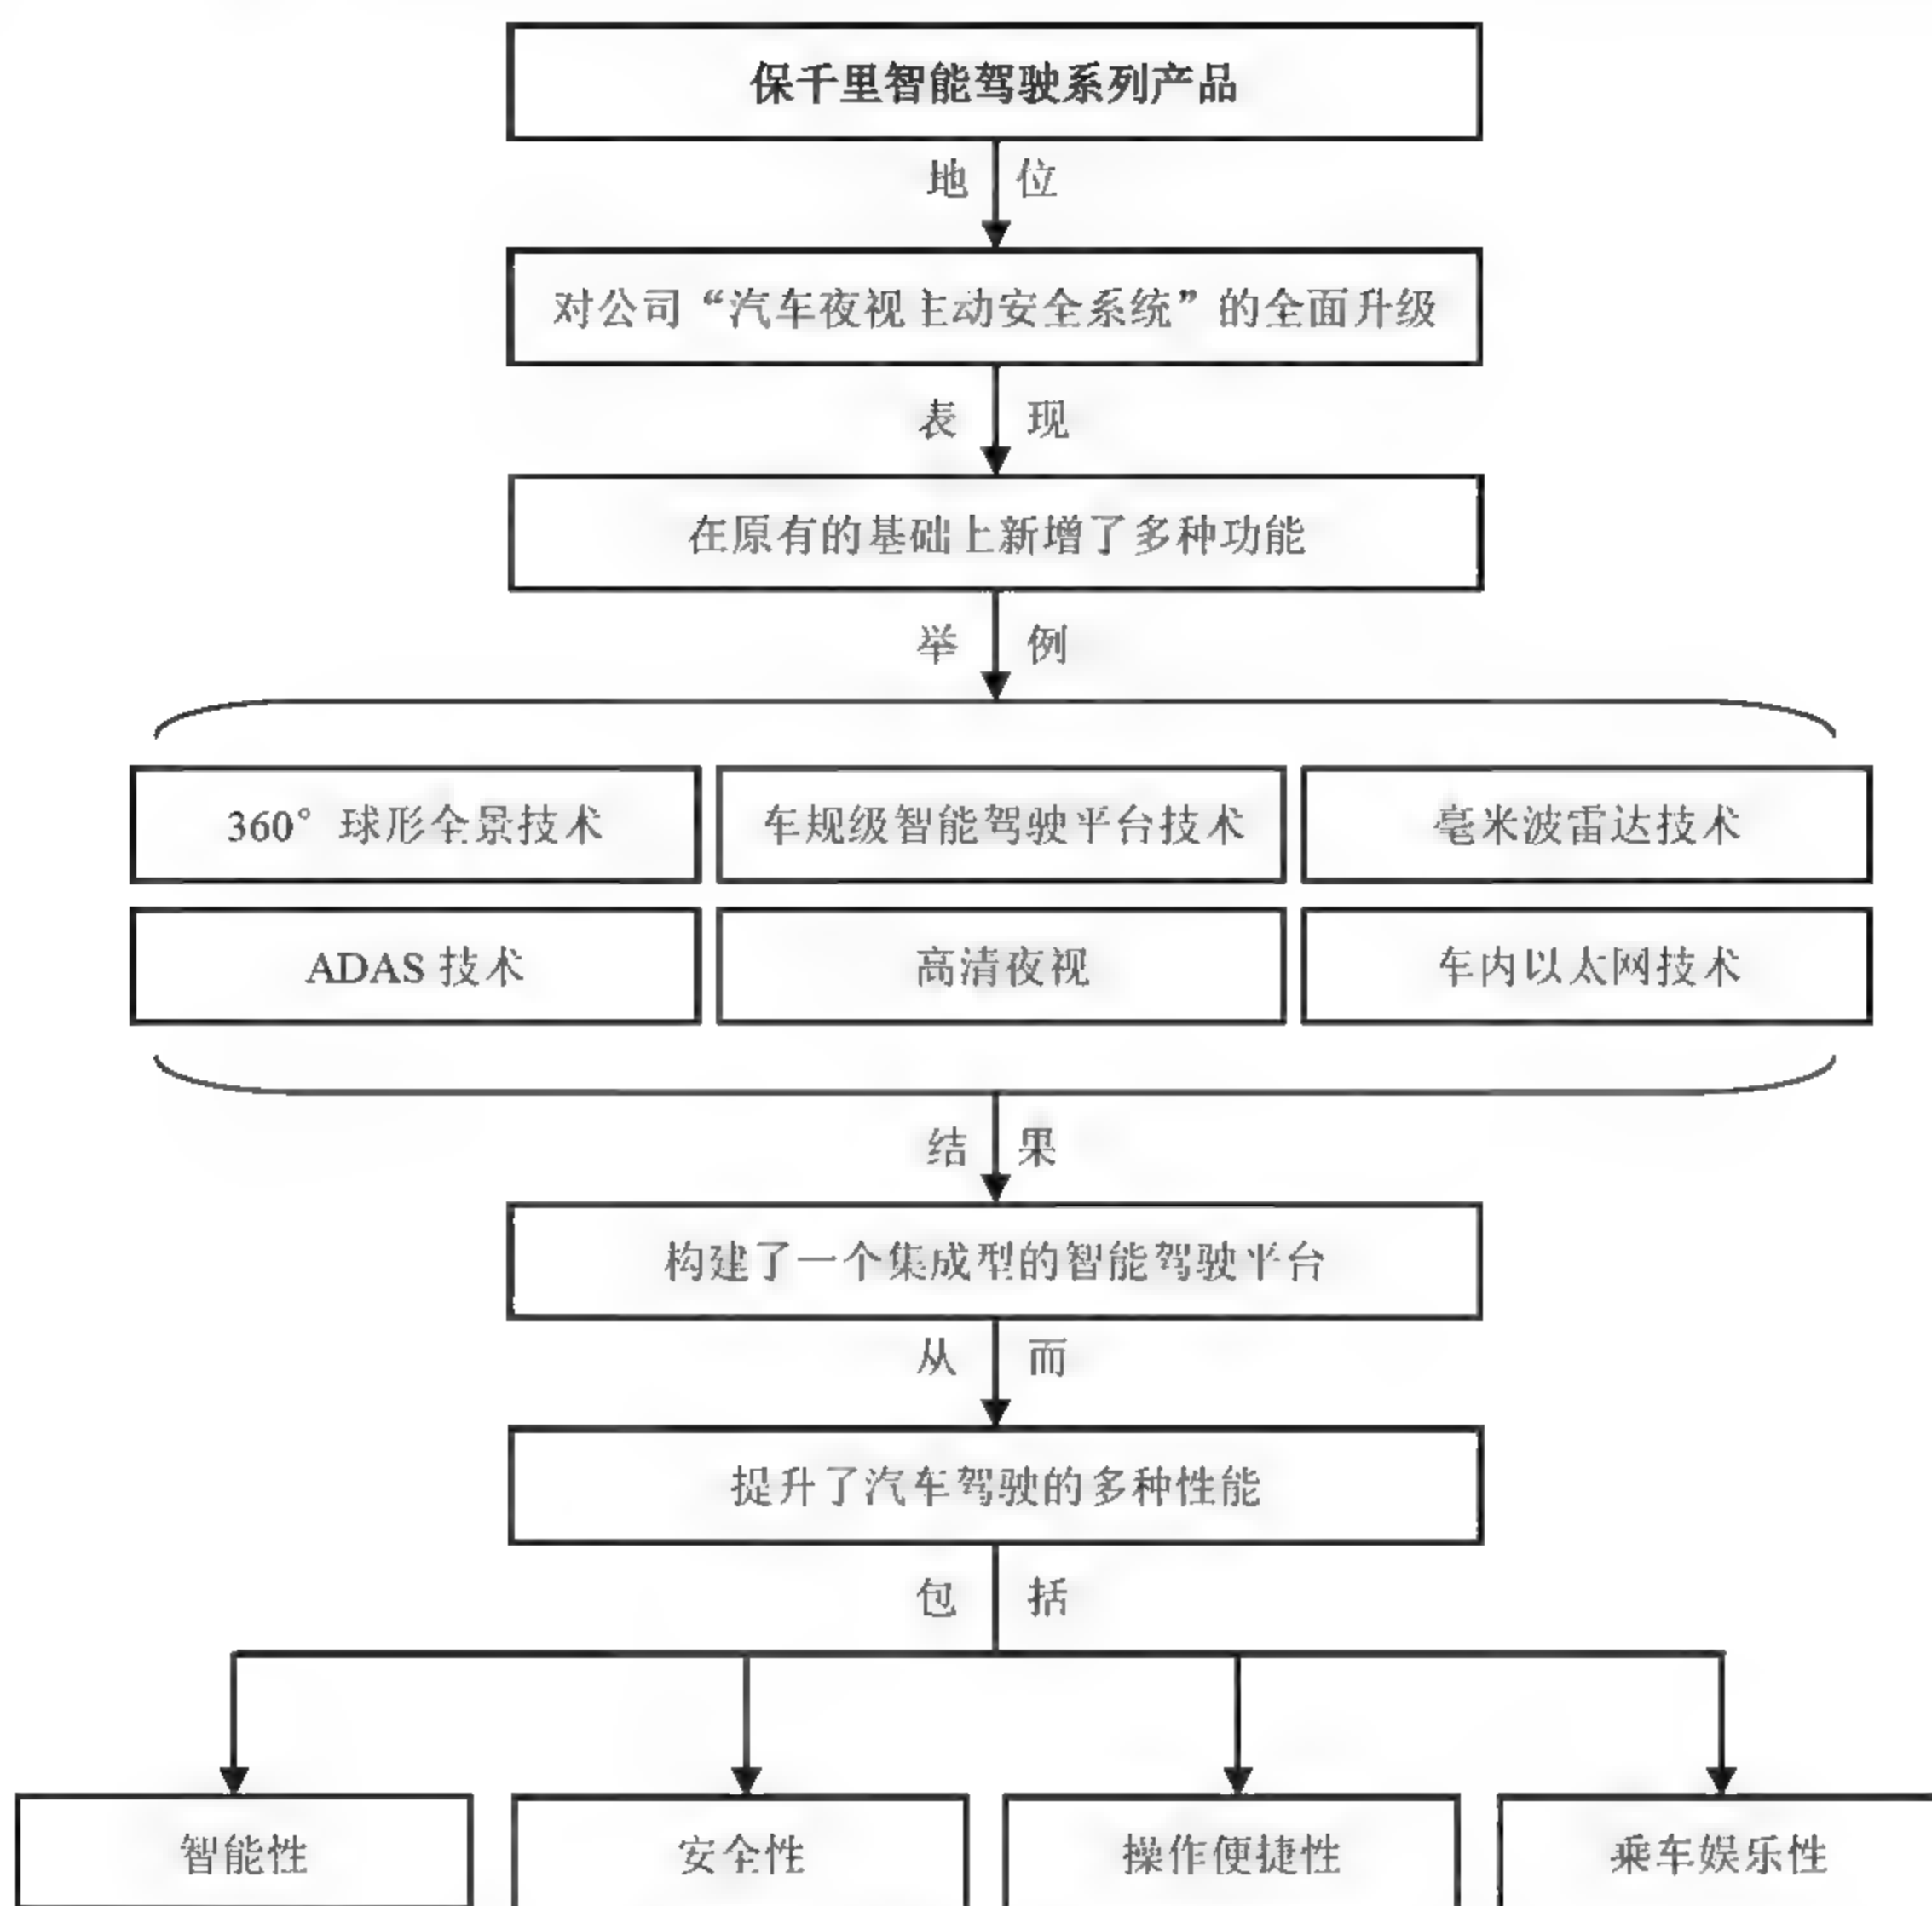 保千里智能驾驶系列产品
地 位
对公司“汽车夜视主动安全系统”的全面升级
表 现
在原有的基础上新增了多种功能
举 例
360°球形全景技术 车规级智能驾驶平台技术 毫米波雷达技术
ADAS 技术 高清夜视 车内以太网技术
结 果
构建了一个集成型的智能驾驶平台
从 而
提升了汽车驾驶的多种性能
包 括
智能性 安全性 操作便捷性 乘车娱乐性